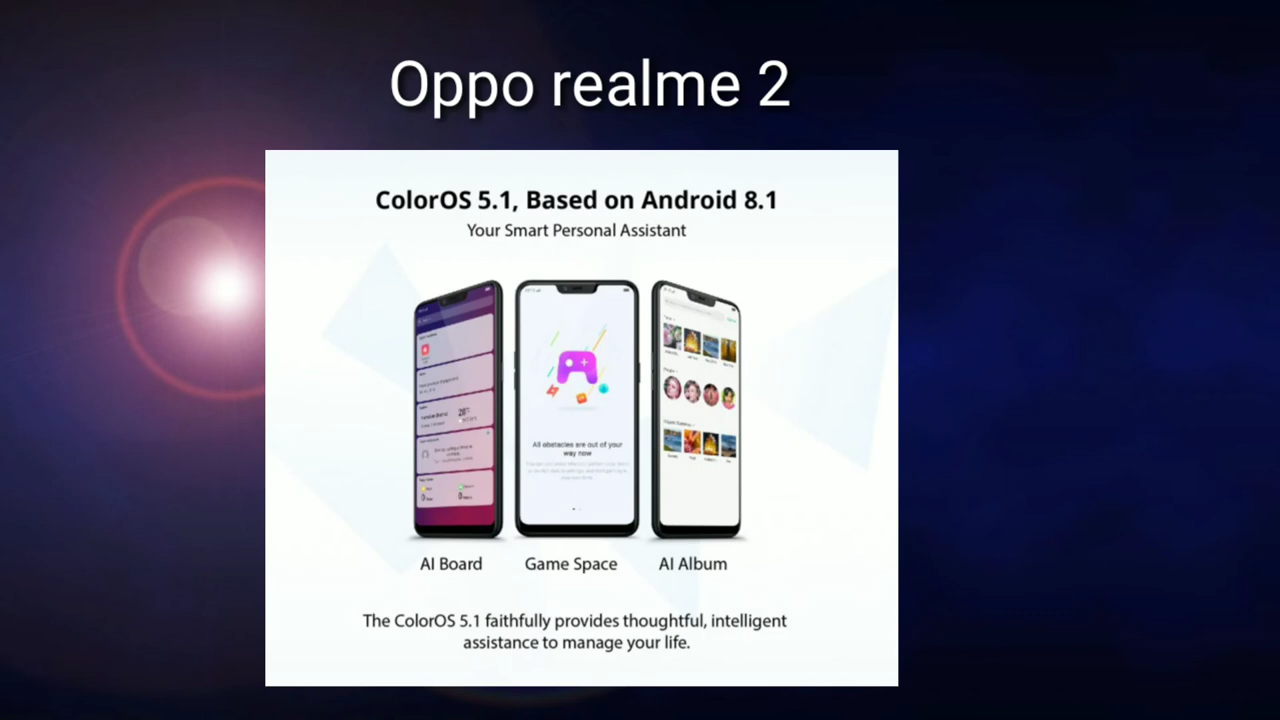 Oppo realme 2
ColorOS 5.1, Based on Android 8.1
Your Smart Personal Assistant
All obstacles are out of your
way now
AI Board
Game Space
AI Album
The ColorOS 5.1 faithfully provides thoughtful, intelligent
assistance to manage your life.